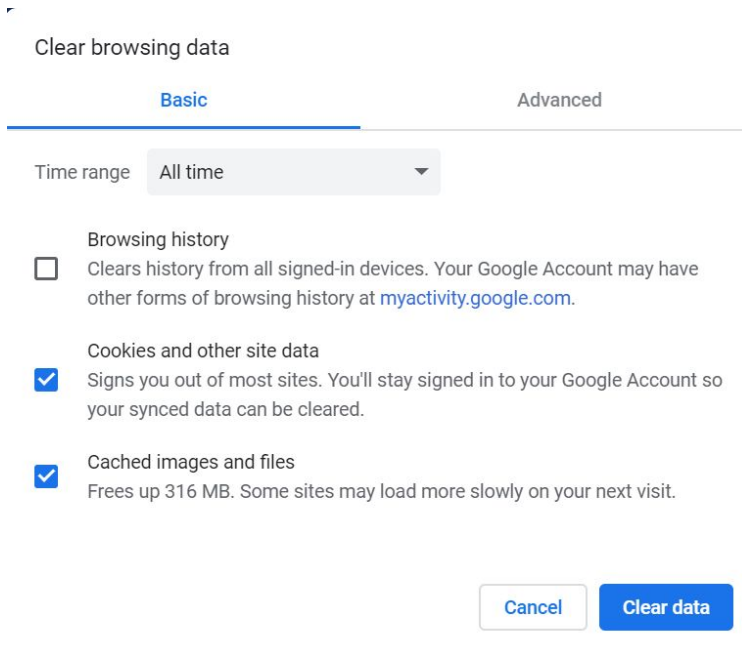 Clear browsing data
Basic
Advanced
Time range
All time
Browsing history
Clears history from all signed-in devices. Your Google Account may have
other forms of browsing history at myactivity.google.com.
Cookies and other site data
Signs you out of most sites. You'll stay signed in to your Google Account so
your synced data can be cleared.
Cached images and files
Frees up 316 MB. Some sites may load more slowly on your next visit.
Cancel
Clear data